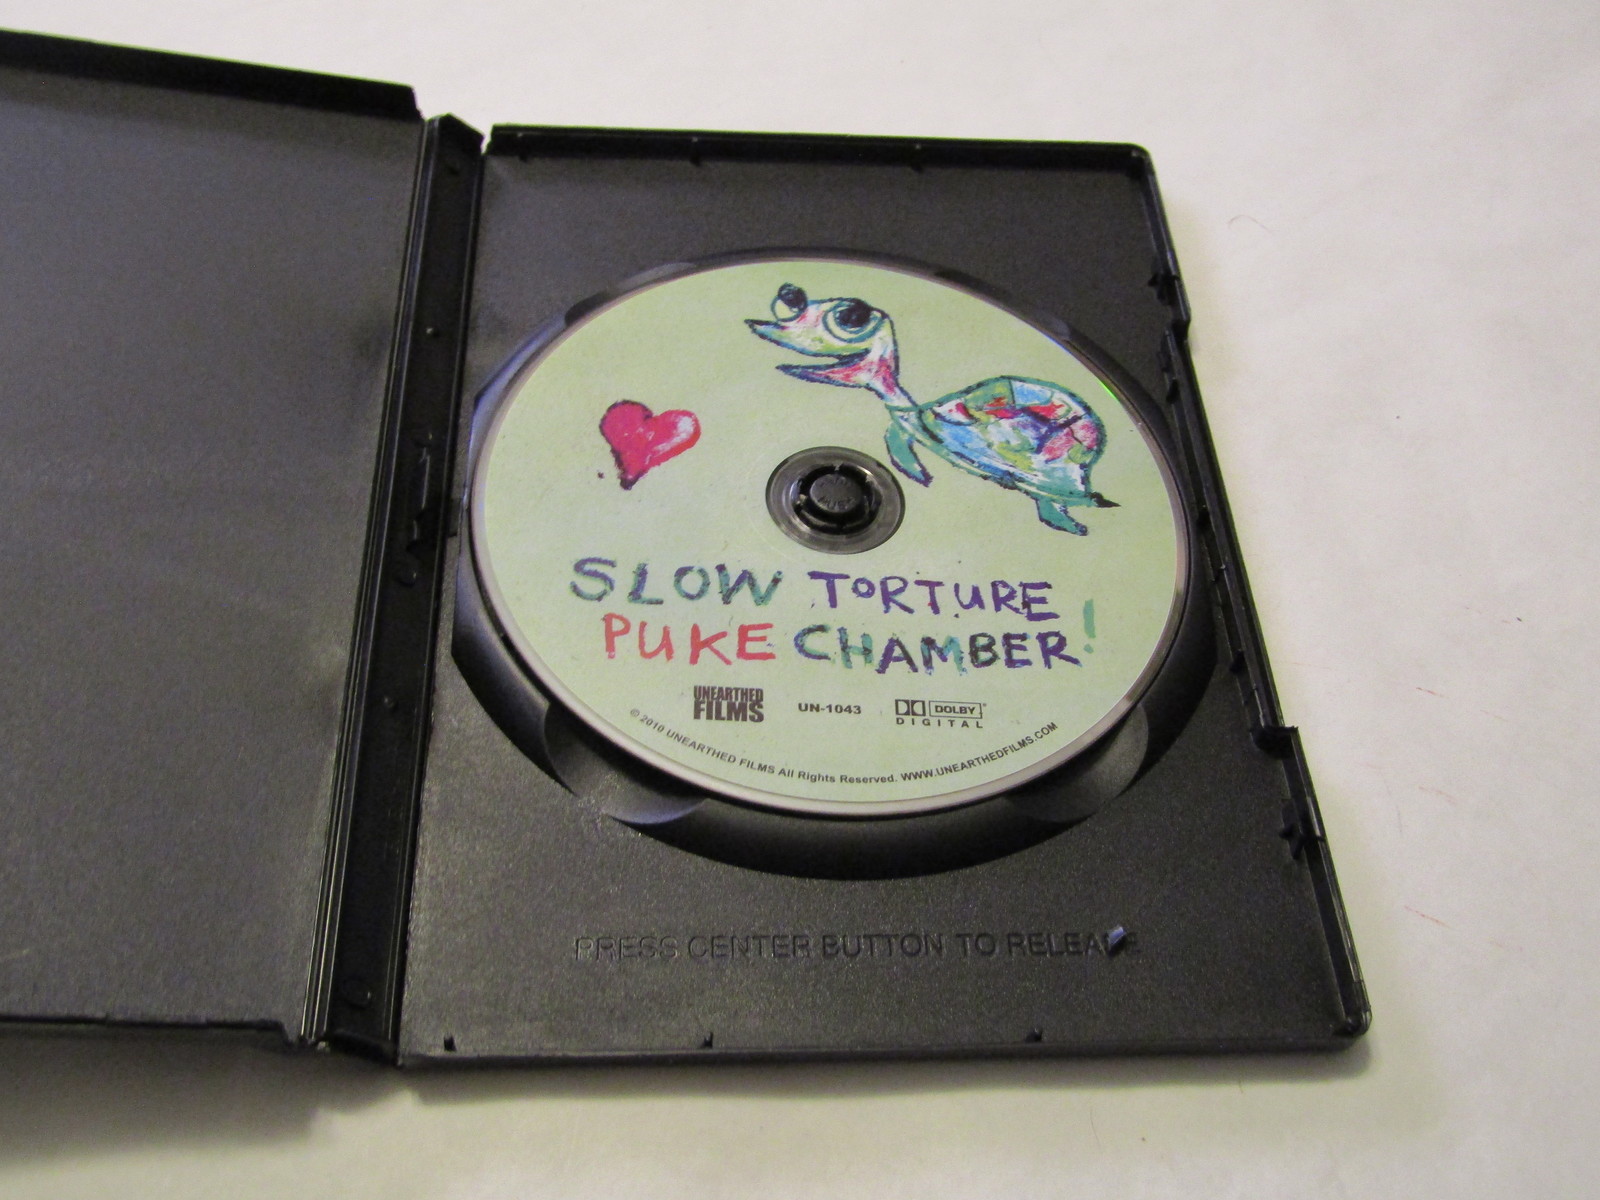 SLOW TORTURE
PUKE CHAMBER!
UNEARTHED
FILMS
UN-1043
DOLBY
DIGITAL
© 2010 UNEARTHED FILMS All Rights Reserved. WWW.UNEARTHEDFILMS.COM
PRESS CENTER BUTTON TO RELEASE